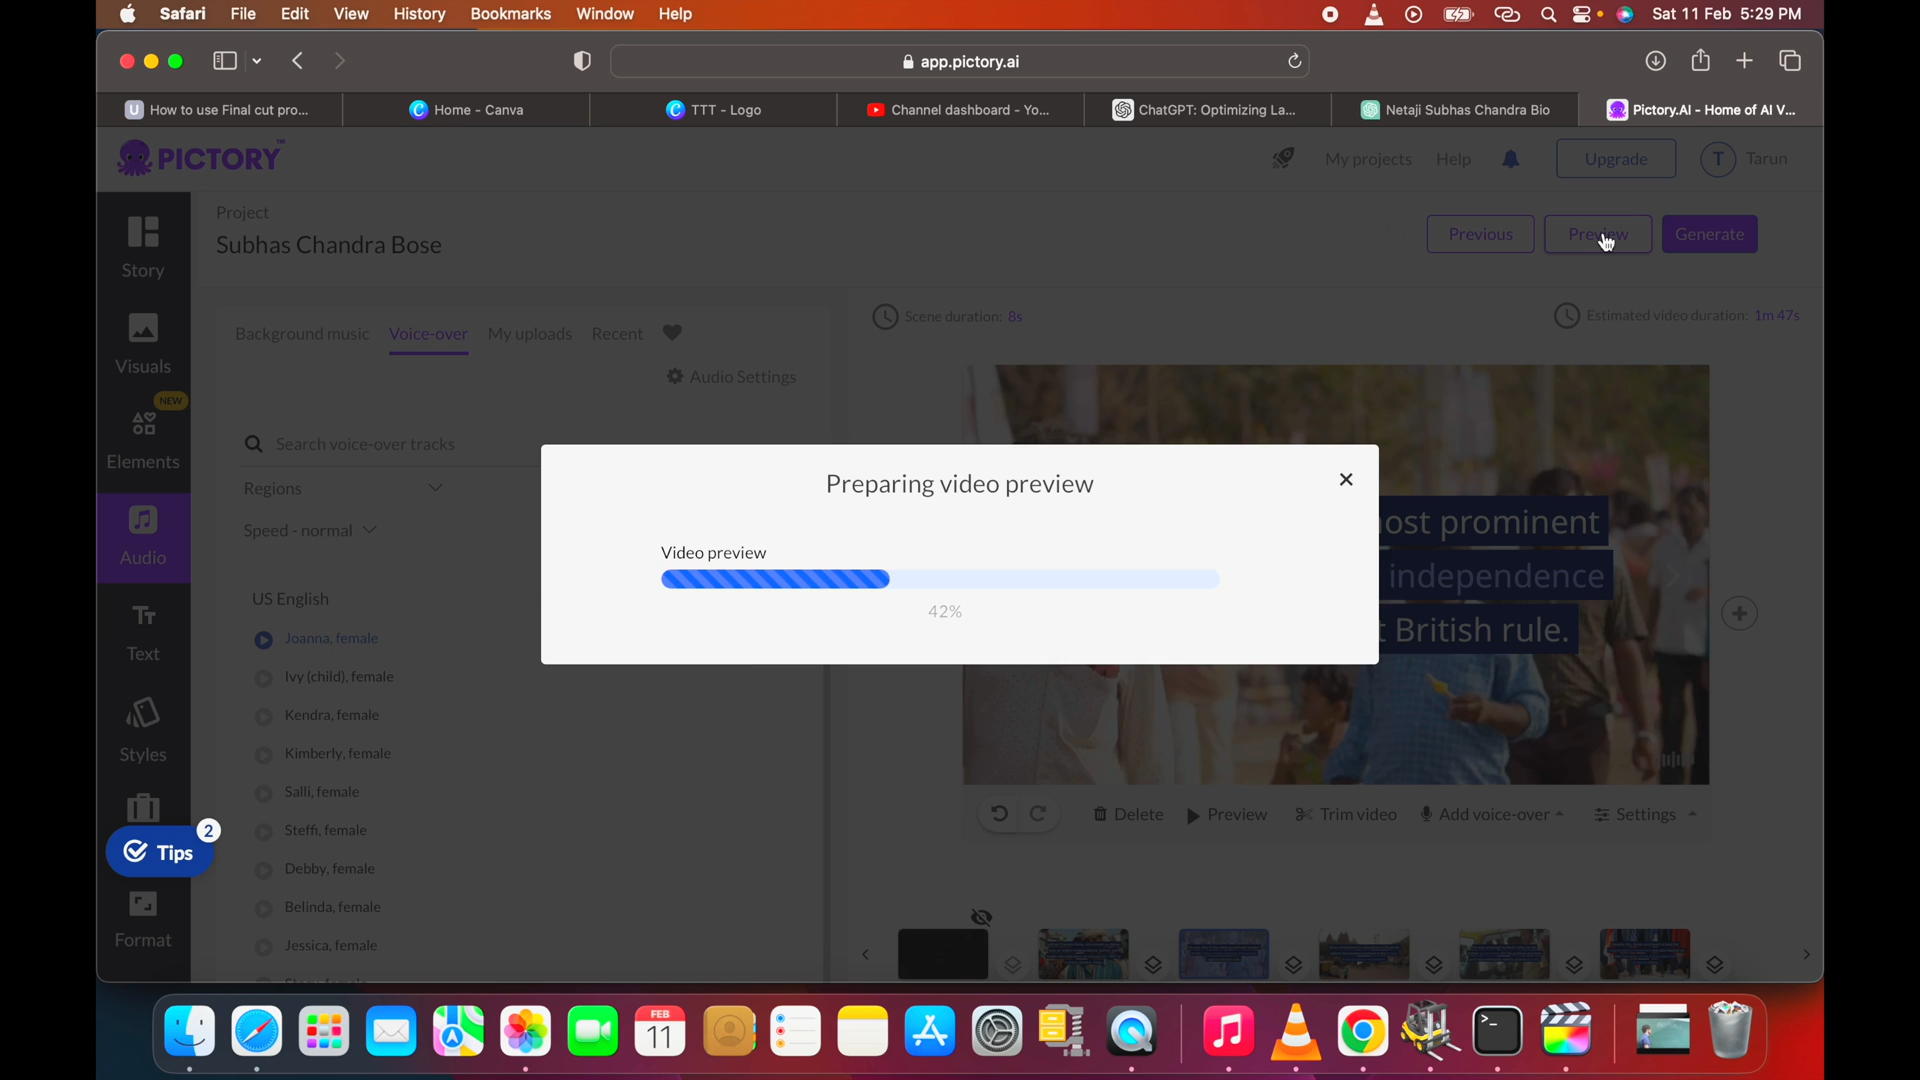 Safari File Edit View History Bookmarks Window Help Sat 11 Feb 5:29 PM
app.pictory.ai
How to use Final cut pro... Home - Canva TTT - Logo Channel dashboard - Yo... ChatGPT: Optimizing La... Netaji Subhas Chandra Bio Pictory.AI - Home of AI V...
PICTORY™ My projects Help Upgrade T Tarun
Project
Subhas Chandra Bose
Previous Preview Generate
Story
Visuals
NEW
Elements
Audio
Text
Styles
2
Tips
Format
Background music Voice-over My uploads Recent
Audio Settings
Search voice-over tracks
Regions
Speed - normal
US English
Joanna, female
Ivy (child), female
Kendra, female
Kimberly, female
Salli, female
Steffi, female
Debby, female
Belinda, female
Jessica, female
Scene duration: 8s Estimated video duration: 1m 47s
Preparing video preview
Video preview
42%
most prominent
independence
British rule.
Delete Preview Trim video Add voice-over Settings
FEB
11